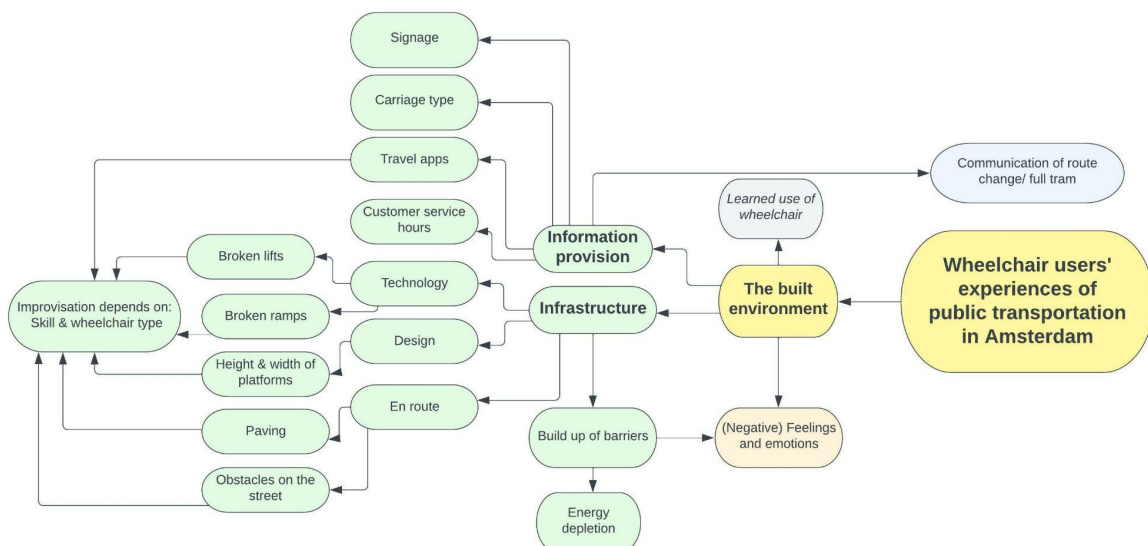 Signage
Carriage type
Travel apps
Customer service
hours
Communication of route
change/ full tram
Learned use of
wheelchair
Information
provision
Wheelchair users'
experiences of
public transportation
in Amsterdam
The built
environment
Broken lifts
Technology
Infrastructure
Improvisation depends on:
Skill & wheelchair type
Broken ramps
Design
Height & width of
platforms
En route
Paving
Build up of barriers
(Negative) Feelings
and emotions
Obstacles on the
street
Energy
depletion